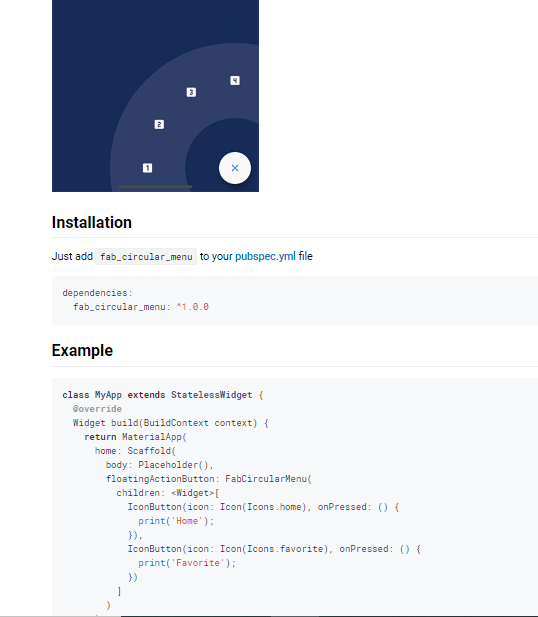 4
3
2
1
Installation
Just add fab_circular_menu to your pubspec.yml file
dependencies:
  fab_circular_menu: ^1.0.0
Example
class MyApp extends StatelessWidget {
  @override
  Widget build(BuildContext context) {
    return MaterialApp(
      home: Scaffold(
        body: Placeholder(),
        floatingActionButton: FabCircularMenu(
          children: <Widget>[
            IconButton(icon: Icon(Icons.home), onPressed: () {
              print('Home');
            }),
            IconButton(icon: Icon(Icons.favorite), onPressed: () {
              print('Favorite');
            })
          ]
        )